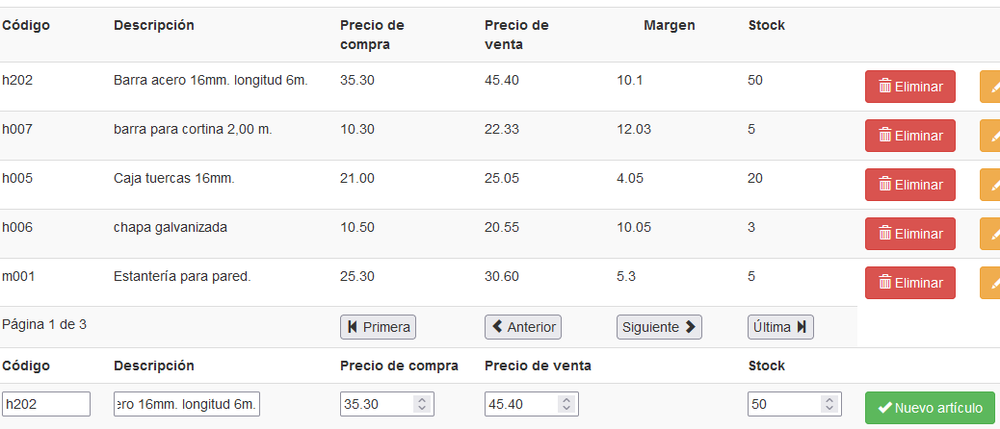 Código Descripción Precio de compra Precio de venta Margen Stock
h202 Barra acero 16mm. longitud 6m. 35.30 45.40 10.1 50 Eliminar
h007 barra para cortina 2,00 m. 10.30 22.33 12.03 5 Eliminar
h005 Caja tuercas 16mm. 21.00 25.05 4.05 20 Eliminar
h006 chapa galvanizada 10.50 20.55 10.05 3 Eliminar
m001 Estantería para pared. 25.30 30.60 5.3 5 Eliminar
Página 1 de 3 Primera Anterior Siguiente Última
Código Descripción Precio de compra Precio de venta Stock
h202 ero 16mm. longitud 6m. 35.30 45.40 50 Nuevo artículo